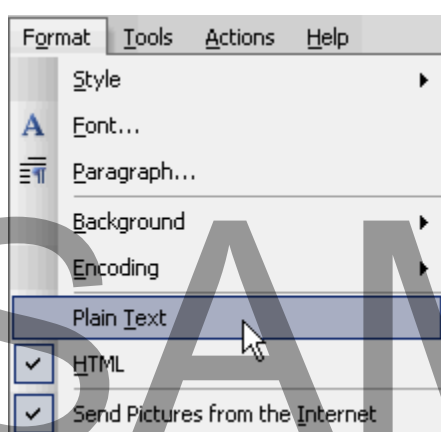 Format Tools Actions Help
Style
Font...
Paragraph...
Background
Encoding
Plain Text
HTML
Send Pictures from the Internet
SAM